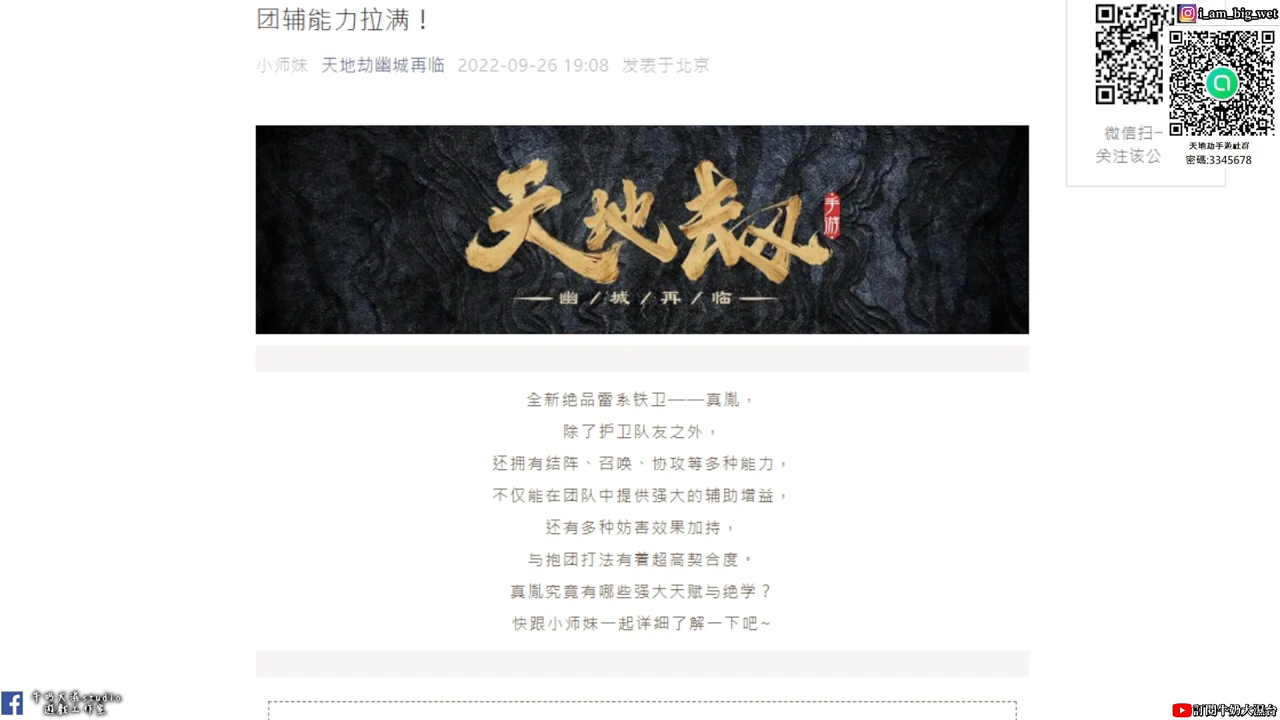 团辅能力拉满！
小师妹 天地劫幽城再临 2022-09-26 19:08 发表于北京
天地劫
手游
幽/城/再/临
全新绝品雷系铁卫——真胤，
除了护卫队友之外，
还拥有结阵、召唤、协攻等多种能力，
不仅能在团队中提供强大的辅助增益，
还有多种妨害效果加持，
与抱团打法有着超高契合度。
真胤究竟有哪些强大天赋与绝学？
快跟小师妹一起详细了解一下吧~
i_am_big_wet
微信扫一
关注该公
天地劫手游社群
密碼:3345678
牛奶大濕studio
遊戲工作室
訂閱牛奶大濕台